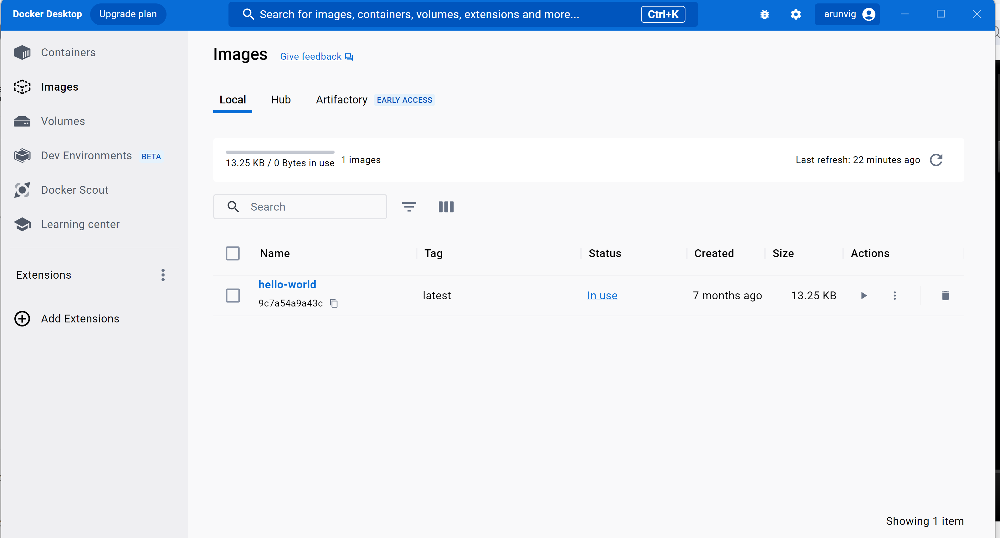 Docker Desktop Upgrade plan Search for images, containers, volumes, extensions and more... Ctrl+K arunvig
Containers
Images
Volumes
Dev Environments BETA
Docker Scout
Learning center
Extensions
Add Extensions
Images Give feedback
Local Hub Artifactory EARLY ACCESS
13.25 KB / 0 Bytes in use 1 images Last refresh: 22 minutes ago
Search
Name Tag Status Created Size Actions
hello-world
9c7a54a9a43c latest In use 7 months ago 13.25 KB
Showing 1 item